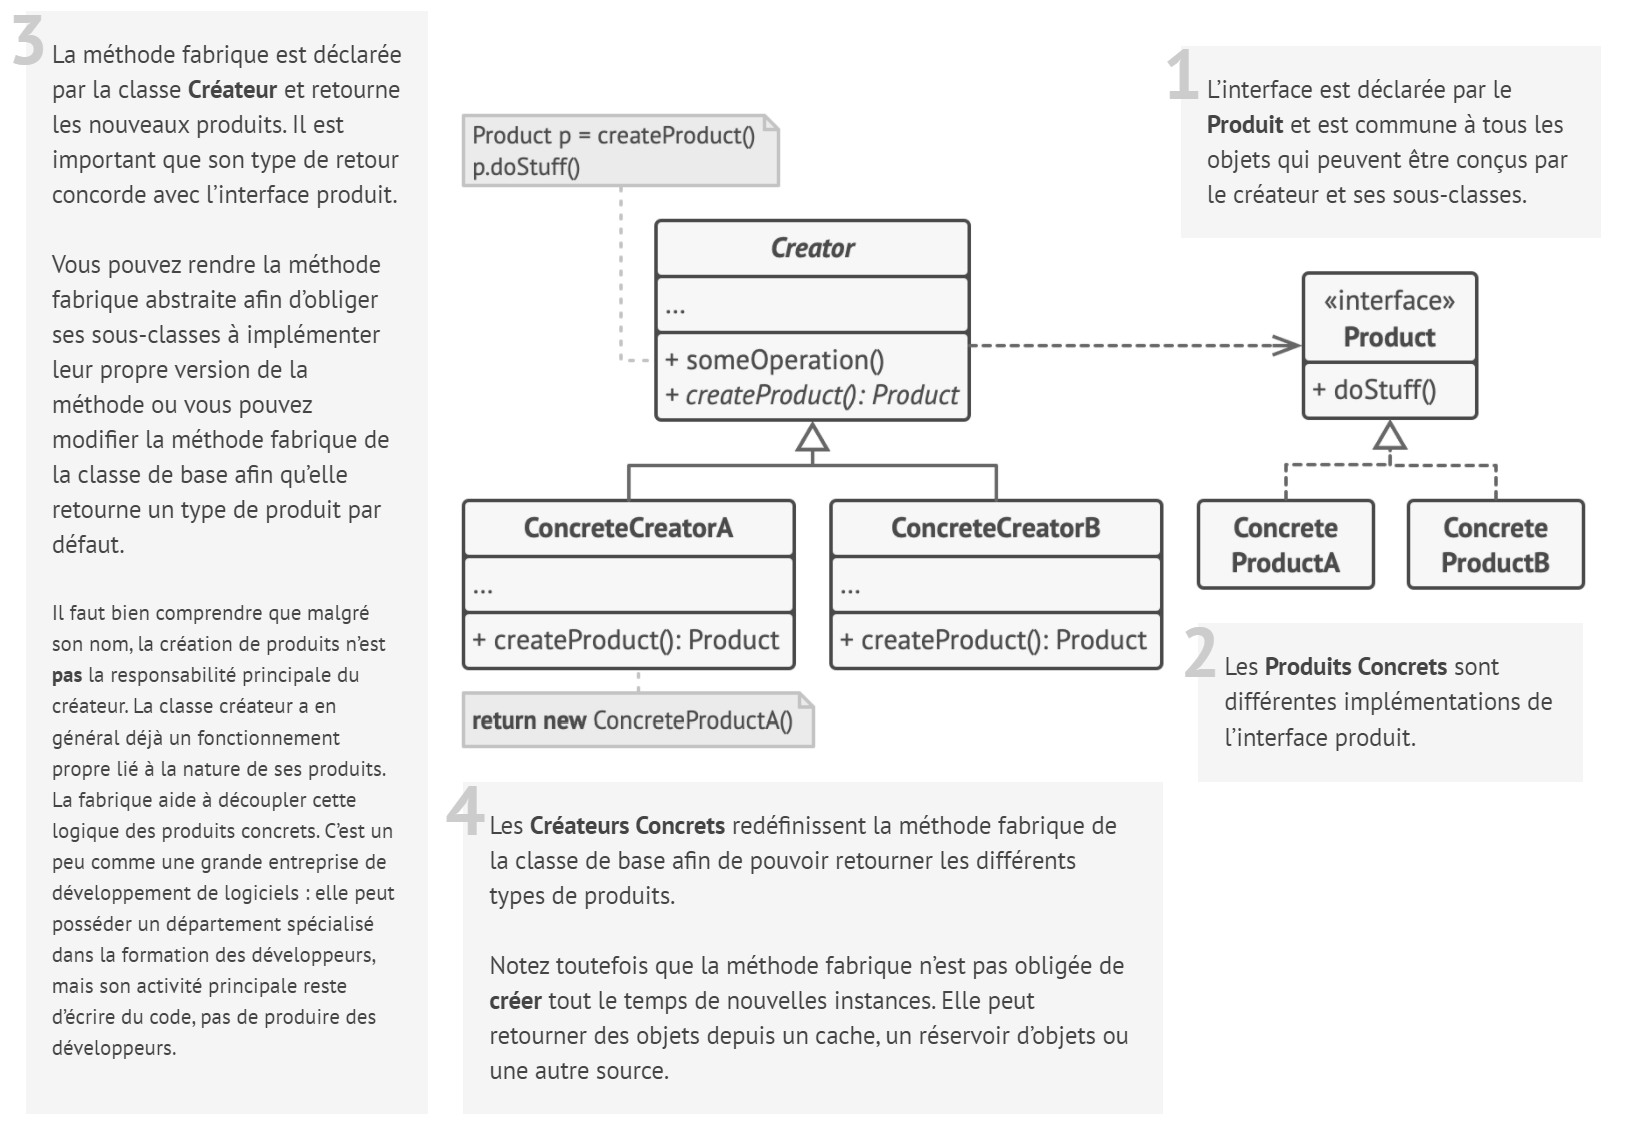 3
La méthode fabrique est déclarée
par la classe Créateur et retourne
les nouveaux produits. Il est
important que son type de retour
concorde avec l’interface produit.
Vous pouvez rendre la méthode
fabrique abstraite afin d’obliger
ses sous-classes à implémenter
leur propre version de la
méthode ou vous pouvez
modifier la méthode fabrique de
la classe de base afin qu’elle
retourne un type de produit par
défaut.
Il faut bien comprendre que malgré
son nom, la création de produits n’est
pas la responsabilité principale du
créateur. La classe créateur a en
général déjà un fonctionnement
propre lié à la nature de ses produits.
La fabrique aide à découpler cette
logique des produits concrets. C’est un
peu comme une grande entreprise de
développement de logiciels : elle peut
posséder un département spécialisé
dans la formation des développeurs,
mais son activité principale reste
d’écrire du code, pas de produire des
développeurs.
Product p = createProduct()
p.doStuff()
Creator
...
+ someOperation()
+ createProduct(): Product
ConcreteCreatorA
...
+ createProduct(): Product
return new ConcreteProductA()
ConcreteCreatorB
...
+ createProduct(): Product
1
L’interface est déclarée par le
Produit et est commune à tous les
objets qui peuvent être conçus par
le créateur et ses sous-classes.
«interface»
Product
+ doStuff()
Concrete
ProductA
Concrete
ProductB
2
Les Produits Concrets sont
différentes implémentations de
l’interface produit.
4
Les Créateurs Concrets redéfinissent la méthode fabrique de
la classe de base afin de pouvoir retourner les différents
types de produits.
Notez toutefois que la méthode fabrique n’est pas obligée de
créer tout le temps de nouvelles instances. Elle peut
retourner des objets depuis un cache, un réservoir d’objets ou
une autre source.